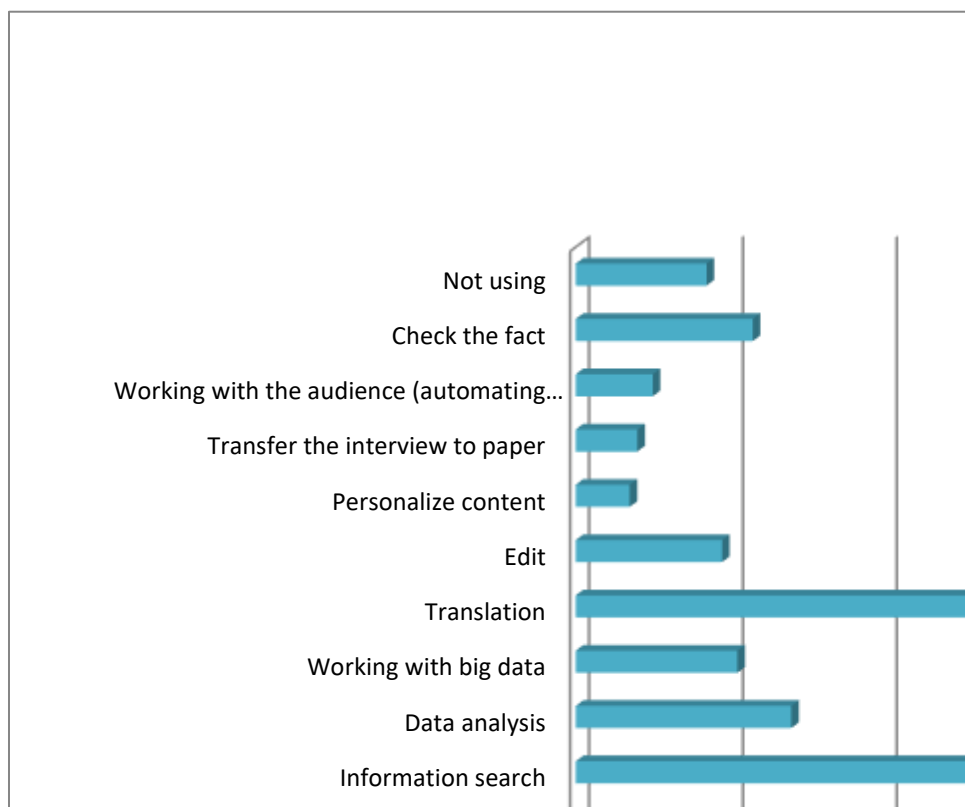 Not using
Check the fact
Working with the audience (automating…
Transfer the interview to paper
Personalize content
Edit
Translation
Working with big data
Data analysis
Information search